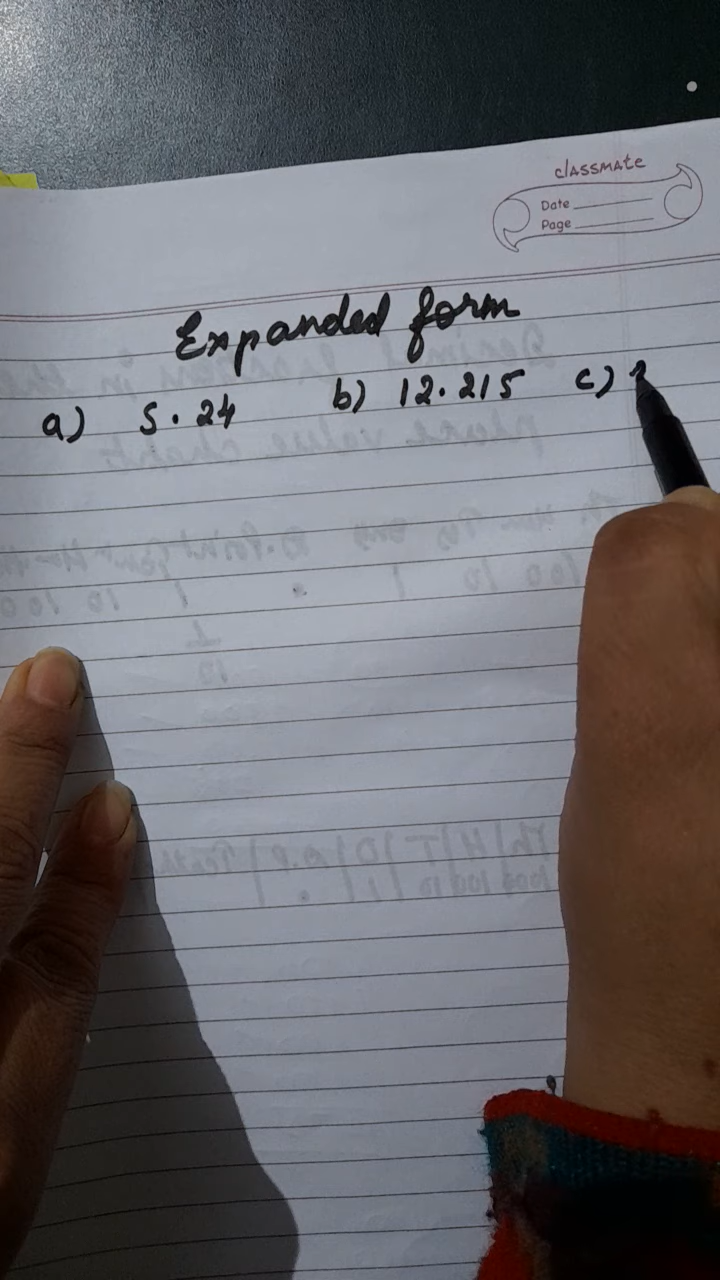 classmate
Date
Page
Expanded form
a) 5.24 b) 12.215 c)